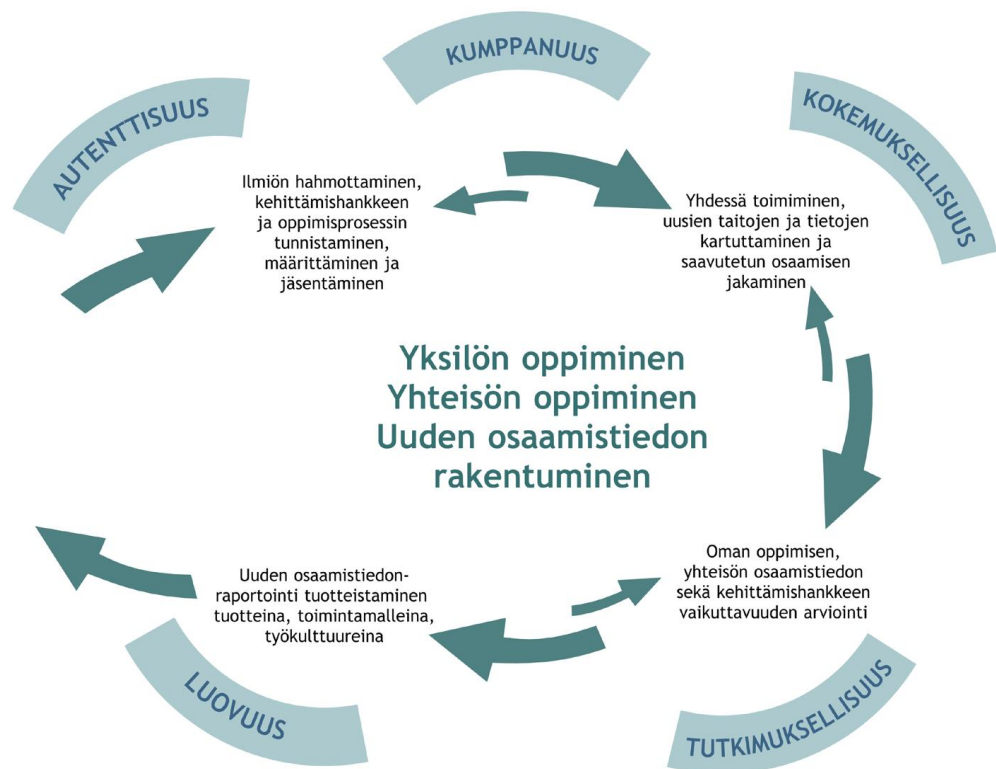 KUMPPANUUS
AUTENTTISUUS
KOKEMUKSELLISUUS
Ilmiön hahmottaminen,
kehittämishankkeen
ja oppimisprosessin
tunnistaminen,
määrittäminen ja
jäsentäminen
Yhdessä toimiminen,
uusien taitojen ja tietojen
kartuttaminen ja
saavutetun osaamisen
jakaminen
Yksilön oppiminen
Yhteisön oppiminen
Uuden osaamistiedon
rakentuminen
Oman oppimisen,
yhteisön osaamistiedon
sekä kehittämishankkeen
vaikuttavuuden arviointi
Uuden osaamistiedon-
raportointi tuotteistaminen
tuotteina, toimintamalleina,
työkulttuureina
LUOVUUS
TUTKIMUKSELLISUUS